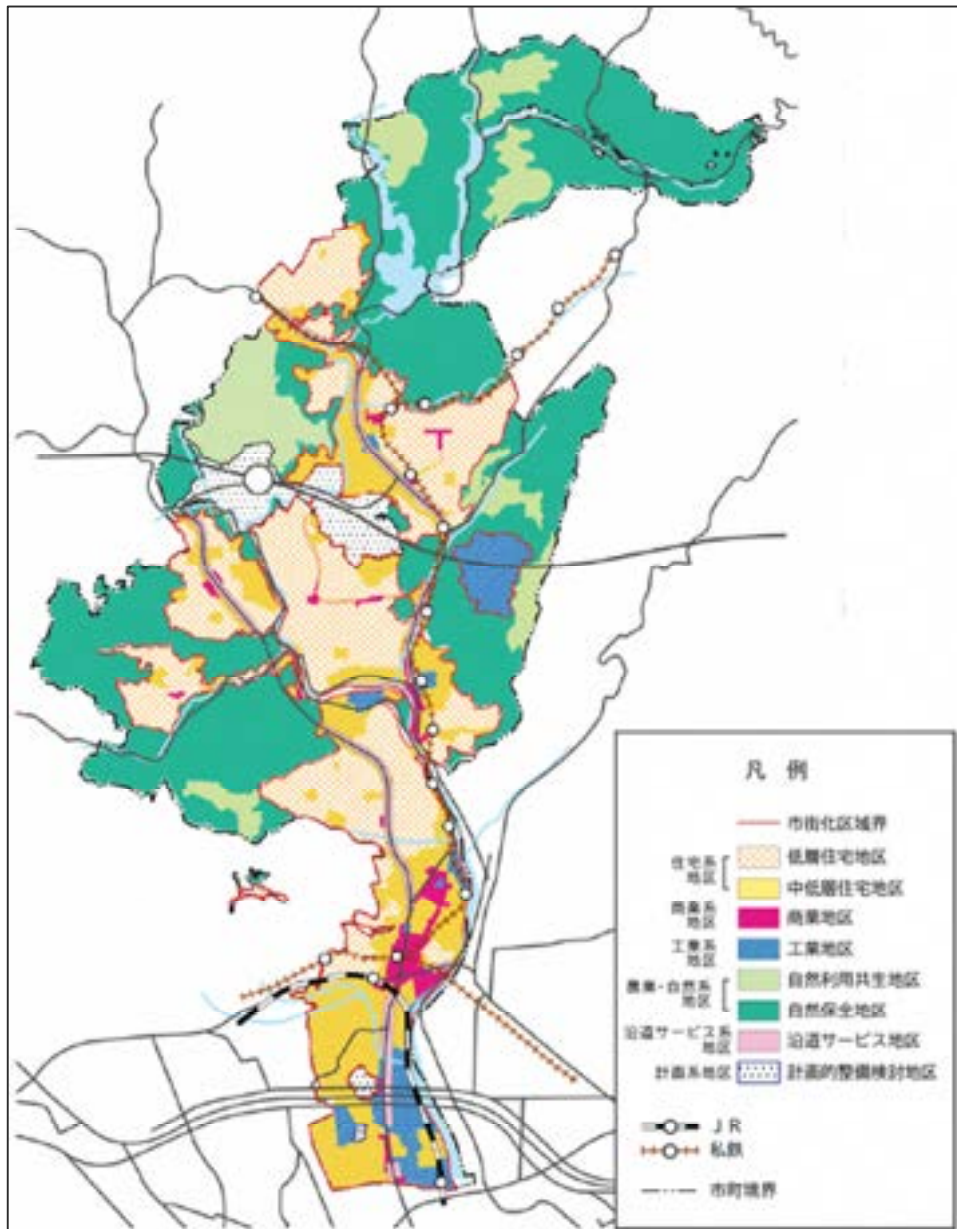 凡 例
市街化区域界
住宅系
地区
低層住宅地区
中低層住宅地区
商業系
地区
商業地区
工業系
地区
工業地区
農業・自然系
地区
自然利用共生地区
自然保全地区
沿道サービス系
地区
沿道サービス地区
計画系地区
計画的整備検討地区
JR
私鉄
市町境界